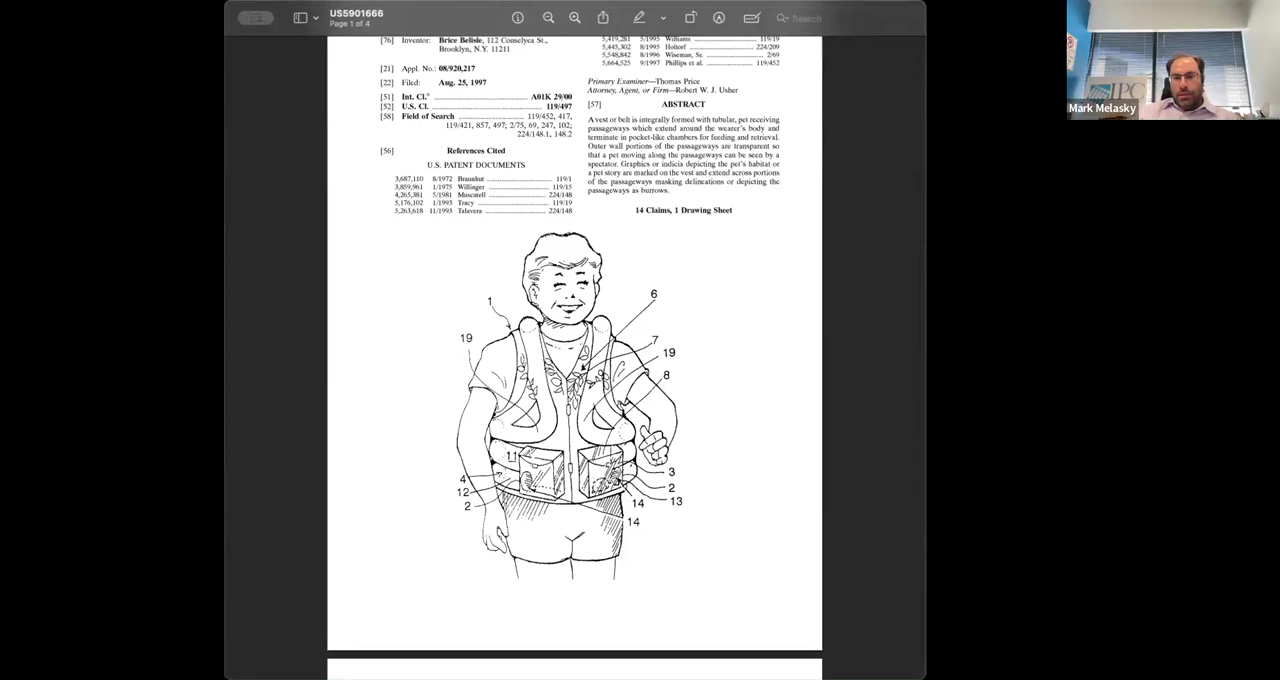 US5901666
Page 1 of 4
Search
[76] Inventor: Brice Belisle, 112 Conselyea St.,
Brooklyn, N.Y. 11211
[21] Appl. No.: 08/920,217
[22] Filed: Aug. 25, 1997
[51] Int. Cl.⁶ A01K 29/00
[52] U.S. Cl. 119/497
[58] Field of Search 119/452, 417,
119/421, 857, 497; 2/75, 69, 247, 102;
224/148.1, 148.2
[56] References Cited
U.S. PATENT DOCUMENTS
3,687,110 8/1972 Braunhut 119/1
3,859,961 1/1975 Willinger 119/15
4,265,381 5/1981 Muscatell 224/148
5,176,102 1/1993 Tracy 119/19
5,263,618 11/1993 Talavera 224/148
5,419,281 5/1995 Williams 119/19
5,445,302 8/1995 Holtorf 224/209
5,548,842 8/1996 Wiseman, Sr. 2/69
5,664,525 9/1997 Phillips et al. 119/452
Primary Examiner—Thomas Price
Attorney, Agent, or Firm—Robert W. J. Usher
[57] ABSTRACT
A vest or belt is integrally formed with tubular, pet receiving
passageways which extend around the wearer's body and
terminate in pocket-like chambers for feeding and retrieval.
Outer wall portions of the passageways are transparent so
that a pet moving along the passageways can be seen by a
spectator. Graphics or indicia depicting the pet's habitat or
a pet story are marked on the vest and extend across portions
of the passageways masking delineations or depicting the
passageways as burrows.
14 Claims, 1 Drawing Sheet
1
6
19
7
19
8
11
4
3
12
2
2
14
13
14
IPC
Mark Melasky